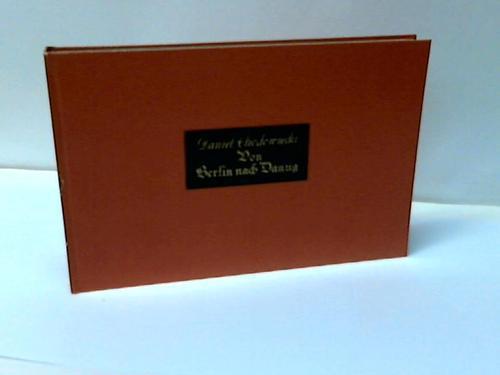 Daniel Chodowiecki
Von
Berlin nach Danzig